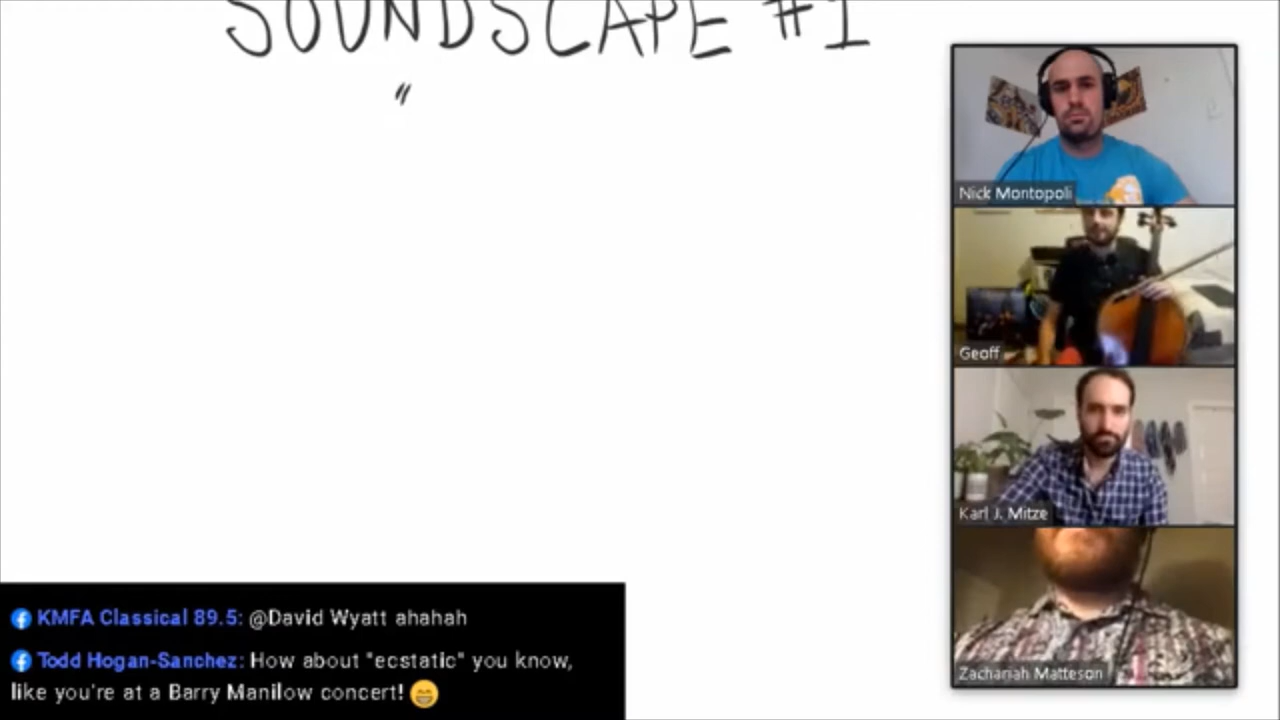 SOUNDSCAPE #1
"
Nick Montopoli
Geoff
Karl J. Mitze
Zachariah Matteson
KMFA Classical 89.5: @David Wyatt ahahah
Todd Hogan-Sanchez: How about "ecstatic" you know,
like you're at a Barry Manilow concert! 😄